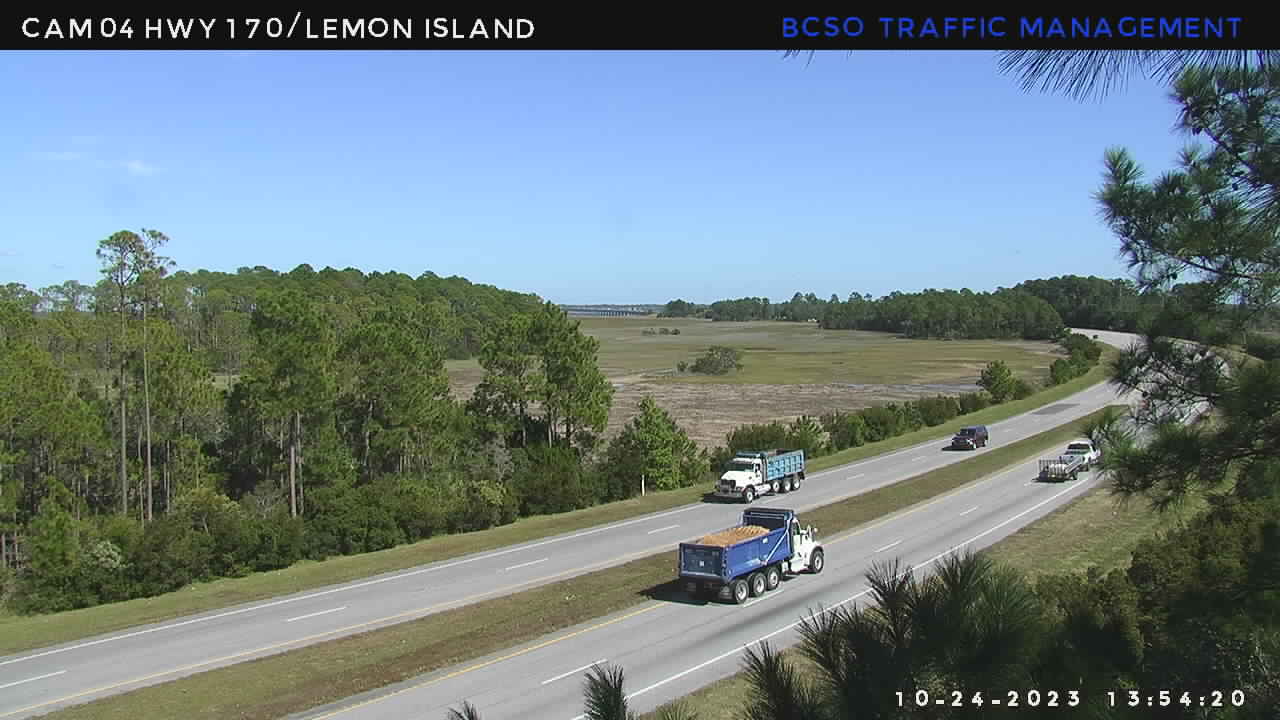 CAM04 HWY 170/LEMON ISLAND
BCSO TRAFFIC MANAGEMENT
10-24-2023 13:54:20